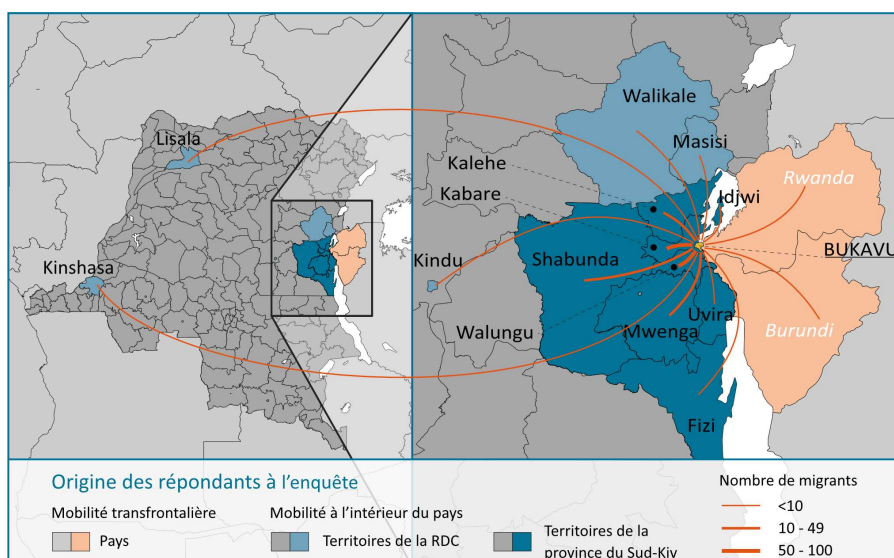 Lisala
Kinshasa
Walikale
Masisi
Kalehe
Kabare
Idjwi
Rwanda
BUKAVU
Kindu
Shabunda
Walungu
Mwenga
Uvira
Burundi
Fizi
Origine des répondants à l'enquête
Mobilité transfrontalière
Pays
Mobilité à l'intérieur du pays
Territoires de la RDC
Territoires de la
province du Sud-Kiv
Nombre de migrants
<10
10 - 49
50 - 100